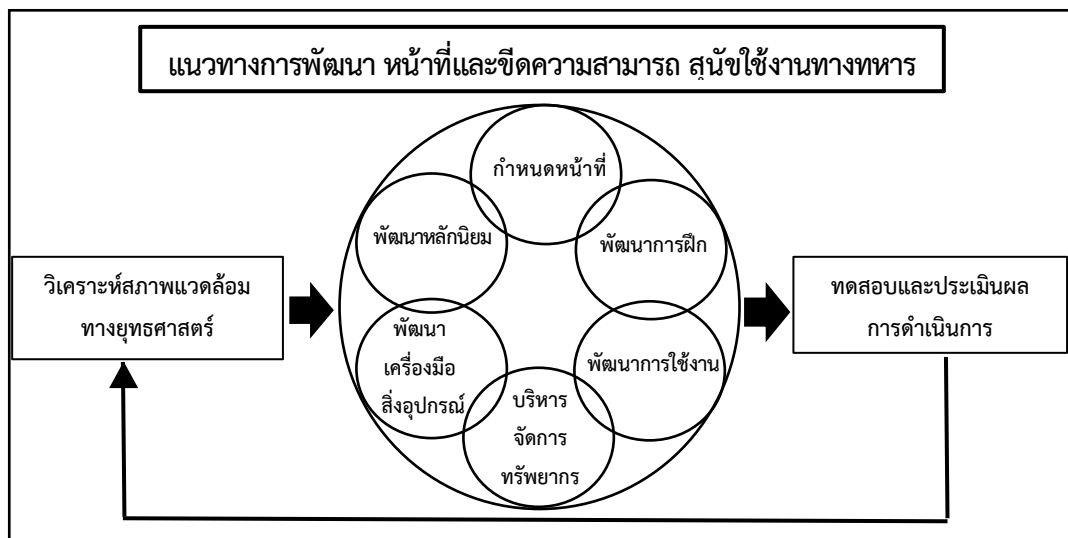 แนวทางการพัฒนา หน้าที่และขีดความสามารถ สุนัขใช้งานทางทหาร
วิเคราะห์สภาพแวดล้อม
ทางยุทธศาสตร์
กำหนดหน้าที่
พัฒนาหลักนิยม
พัฒนาการฝึก
พัฒนา
เครื่องมือ
สิ่งอุปกรณ์
พัฒนาการใช้งาน
บริหาร
จัดการ
ทรัพยากร
ทดสอบและประเมินผล
การดำเนินการ